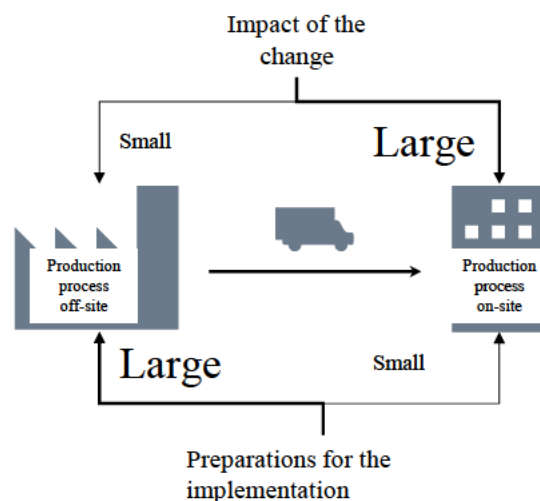 Impact of the
change
Small
Large
Production
process
off-site
Production
process
on-site
Large
Small
Preparations for the
implementation